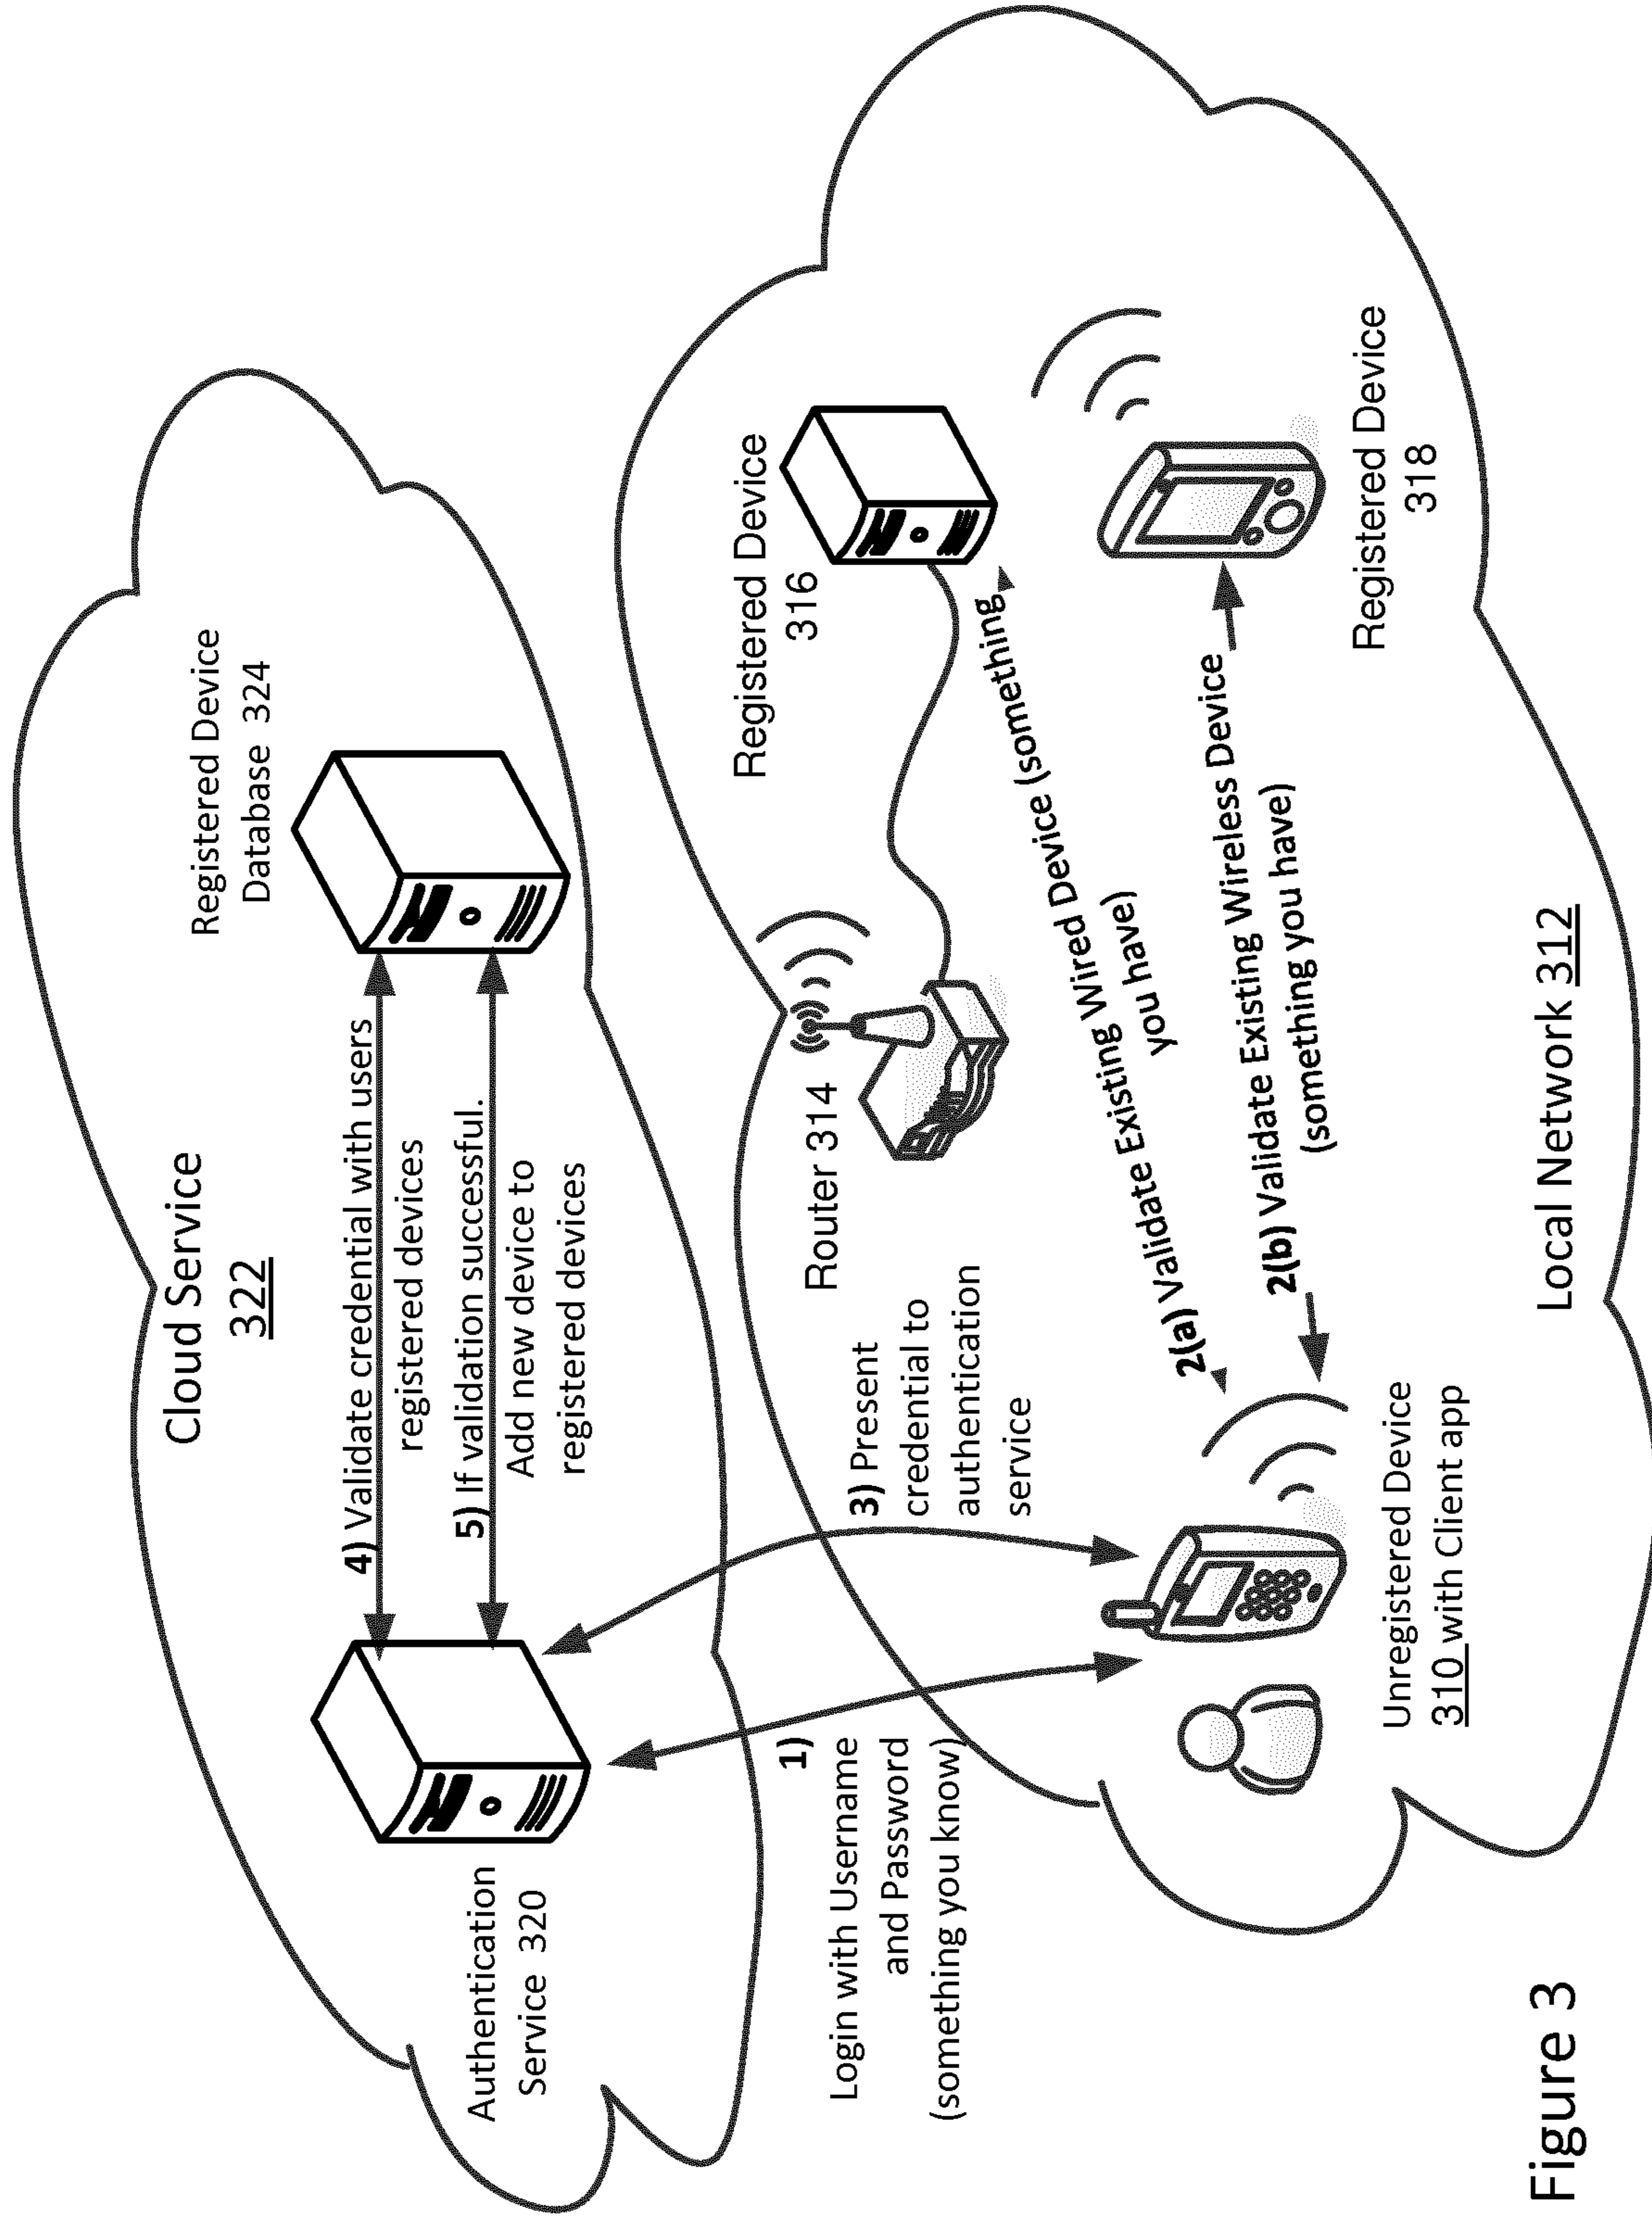 Cloud Service
322
Registered Device
Database 324
4) Validate credential with users
registered devices
5) If validation successful.
Add new device to
registered devices
Authentication
Service 320
1)
Login with Username
and Password
(something you know)
3) Present
credential to
authentication
service
Router 314
Registered Device
316
2(a) Validate Existing Wired Device (something
you have)
2(b) Validate Existing Wireless Device
(something you have)
Registered Device
318
Unregistered Device
310 with Client app
Local Network 312
Figure 3